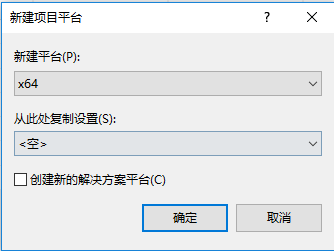 新建项目平台
?
新建平台(P):
x64
从此处复制设置(S):
<空>
创建新的解决方案平台(C)
确定
取消